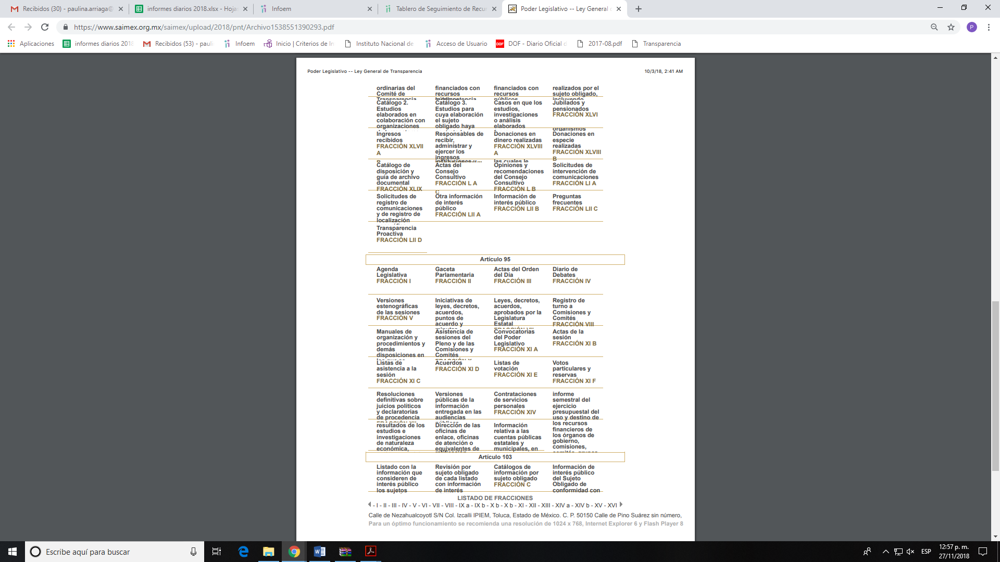 Recibidos (30) - paulina.arriaga@
informes diarios 2018.xlsx - Hoja
Infoem
Tablero de Seguimiento de Recur
Poder Legislativo -- Ley General d
https://www.saimex.org.mx/saimex/upload/2018/pnt/Archivo1538551390293.pdf
P
Aplicaciones
informes diarios 2018
Recibidos (53) - pauli
Infoem
Inicio | Criterios de In
Instituto Nacional de
Acceso de Usuario
DOF - Diario Oficial d
2017-08.pdf
Transparencia
Poder Legislativo -- Ley General de Transparencia
10/3/18, 2:41 AM
ordinarias del
Comité de
Transparencia
financiados con
recursos
financiados con
recursos
públicos
realizados por el
sujeto obligado,
incluyendo
Catálogo 2.
Estudios
elaborados en
colaboración con
organizaciones
Catálogo 3.
Estudios para
cuya elaboración
el sujeto
obligado haya
Casos en que los
estudios,
investigaciones
o análisis
elaborados
Jubilados y
pensionados
FRACCIÓN XLVI
organismos
Ingresos
recibidos
FRACCIÓN XLVII
A
Responsables de
recibir,
administrar y
ejercer los
ingresos
Donaciones en
dinero realizadas
FRACCIÓN XLVIII
A
las cuales le
Donaciones en
especie
realizadas
FRACCIÓN XLVIII
B
Catálogo de
disposición y
guía de archivo
documental
FRACCIÓN XLIX
Actas del
Consejo
Consultivo
FRACCIÓN L A
Opiniones y
recomendaciones
del Consejo
Consultivo
FRACCIÓN L B
Solicitudes de
intervención de
comunicaciones
FRACCIÓN LI A
Solicitudes de
registro de
comunicaciones
y de registro de
localización
Otra información
de interés
público
FRACCIÓN LII A
Información de
interés público
FRACCIÓN LII B
Preguntas
frecuentes
FRACCIÓN LII C
Transparencia
Proactiva
FRACCIÓN LII D
Artículo 95
Agenda
Legislativa
FRACCIÓN I
Gaceta
Parlamentaria
FRACCIÓN II
Actas del Orden
del Día
FRACCIÓN III
Diario de
Debates
FRACCIÓN IV
Versiones
estenográficas
de las sesiones
FRACCIÓN V
Iniciativas de
leyes, decretos,
acuerdos,
puntos de
acuerdo y
Leyes, decretos,
acuerdos,
aprobados por la
Legislatura
Estatal
Registro de
turno a
Comisiones y
Comités
FRACCIÓN VIII
Manuales de
organización y
procedimientos y
demás
disposiciones en
Asistencia de
sesiones del
Pleno y de las
Comisiones y
Comités
Convocatorias
del Poder
Legislativo
FRACCIÓN XI A
Actas de la
sesión
FRACCIÓN XI B
Listas de
asistencia a la
sesión
FRACCIÓN XI C
Acuerdos
FRACCIÓN XI D
Listas de
votación
FRACCIÓN XI E
Votos
particulares y
reservas
FRACCIÓN XI F
Resoluciones
definitivas sobre
juicios políticos
y declaratorias
de procedencia
Versiones
públicas de la
información
entregada en las
audiencias
Contrataciones
de servicios
personales
FRACCIÓN XIV
informe
semestral del
ejercicio
presupuestal del
uso y destino de
los recursos
financieros de
los órganos de
gobierno,
comisiones,
resultados de los
estudios e
investigaciones
de naturaleza
económica,
Dirección de las
oficinas de
enlace, oficinas
de atención o
equivalentes de
Información
relativa a las
cuentas públicas
estatales y
municipales, en
Artículo 103
Listado con la
información que
consideren de
interés público
los sujetos
Revisión por
sujeto obligado
de cada listado
con información
de interés
Catálogos de
información por
sujeto obligado
FRACCIÓN C
Información de
interés público
del Sujeto
Obligado de
conformidad con
LISTADO DE FRACCIONES
- I - II - III - IV - V - VI - VII - VIII - IX a - IX b - X b - X b - XI - XII - XIII - XIV a - XIV b - XV - XVI
Calle de Nezahualcoyotl S/N Col. Izcalli IPIEM, Toluca, Estado de México. C. P. 50150 Calle de Pino Suárez sin número,
Para un óptimo funcionamiento se recomienda una resolución de 1024 x 768, Internet Explorer 6 y Flash Player 8
Escribe aquí para buscar
ESP
12:57 p. m.
27/11/2018